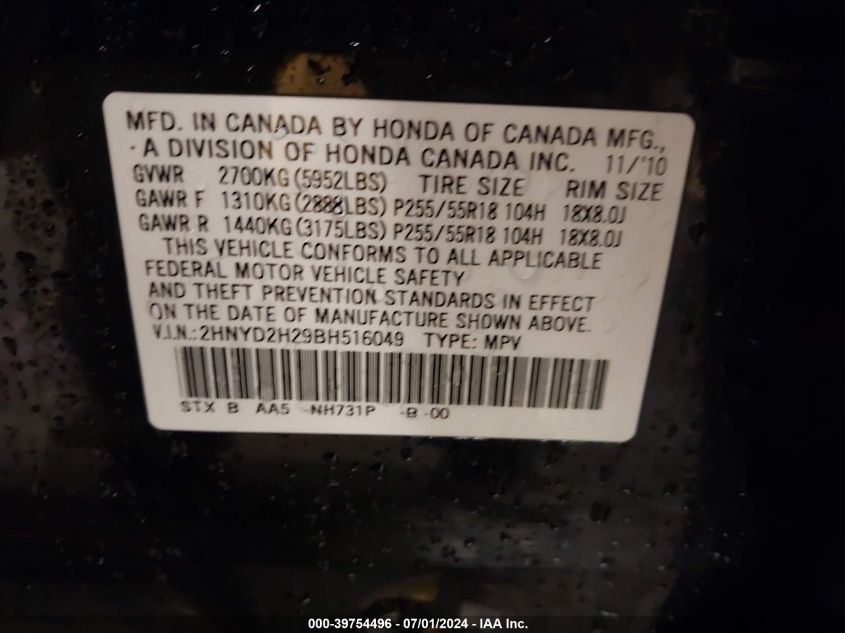 MFD. IN CANADA BY HONDA OF CANADA MFG.,
A DIVISION OF HONDA CANADA INC. 11/'10
GVWR 2700KG (5952LBS) TIRE SIZE RIM SIZE
GAWR F 1310KG (2888LBS) P255/55R18 104H 18X8.0J
GAWR R 1440KG (3175LBS) P255/55R18 104H 18X8.0J
THIS VEHICLE CONFORMS TO ALL APPLICABLE
FEDERAL MOTOR VEHICLE SAFETY
AND THEFT PREVENTION STANDARDS IN EFFECT
ON THE DATE OF MANUFACTURE SHOWN ABOVE.
V.I.N.: 2HNYD2H29BH516049 TYPE: MPV
STX B AA5 NH731P -B -00
000-39754496 - 07/01/2024 - IAA Inc.